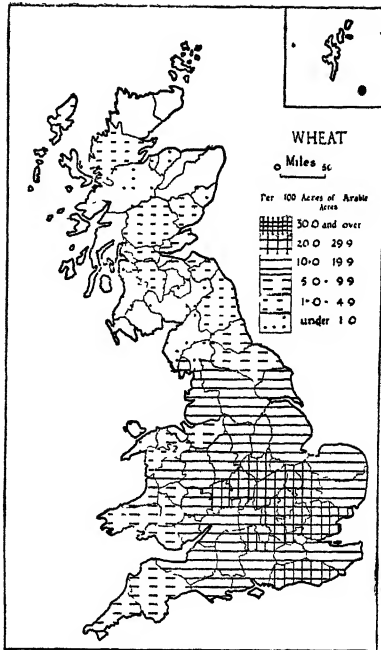 WHEAT
0 Miles 50
Per 100 Acres of Arable
Acres
30.0 and over
20.0 29.9
10.0 19.9
5.0 - 9.9
1.0 - 4.9
under 1.0